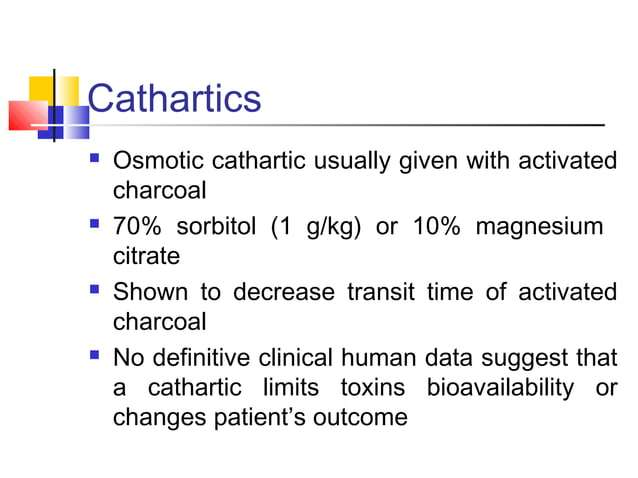 Cathartics
Osmotic cathartic usually given with activated
charcoal
70% sorbitol (1 g/kg) or 10% magnesium
citrate
Shown to decrease transit time of activated
charcoal
No definitive clinical human data suggest that
a cathartic limits toxins bioavailability or
changes patient’s outcome